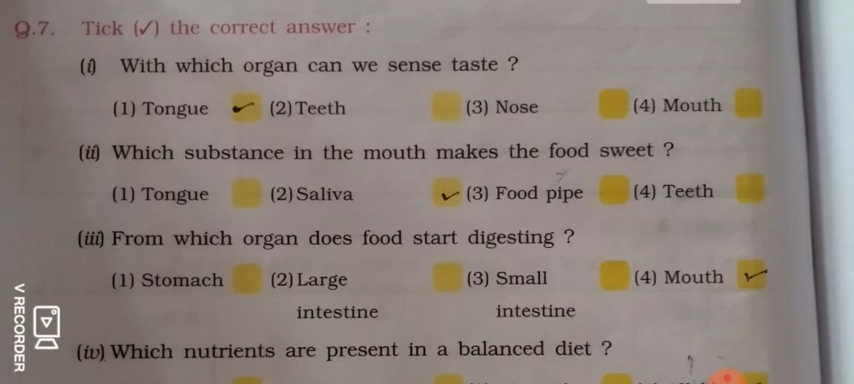 Q.7. Tick (✓) the correct answer :
(i) With which organ can we sense taste ?
(1) Tongue ✓ (2) Teeth (3) Nose (4) Mouth
(ii) Which substance in the mouth makes the food sweet ?
(1) Tongue (2) Saliva ✓ (3) Food pipe (4) Teeth
(iii) From which organ does food start digesting ?
(1) Stomach (2) Large (3) Small (4) Mouth ✓
intestine intestine
(iv) Which nutrients are present in a balanced diet ?
V RECORDER